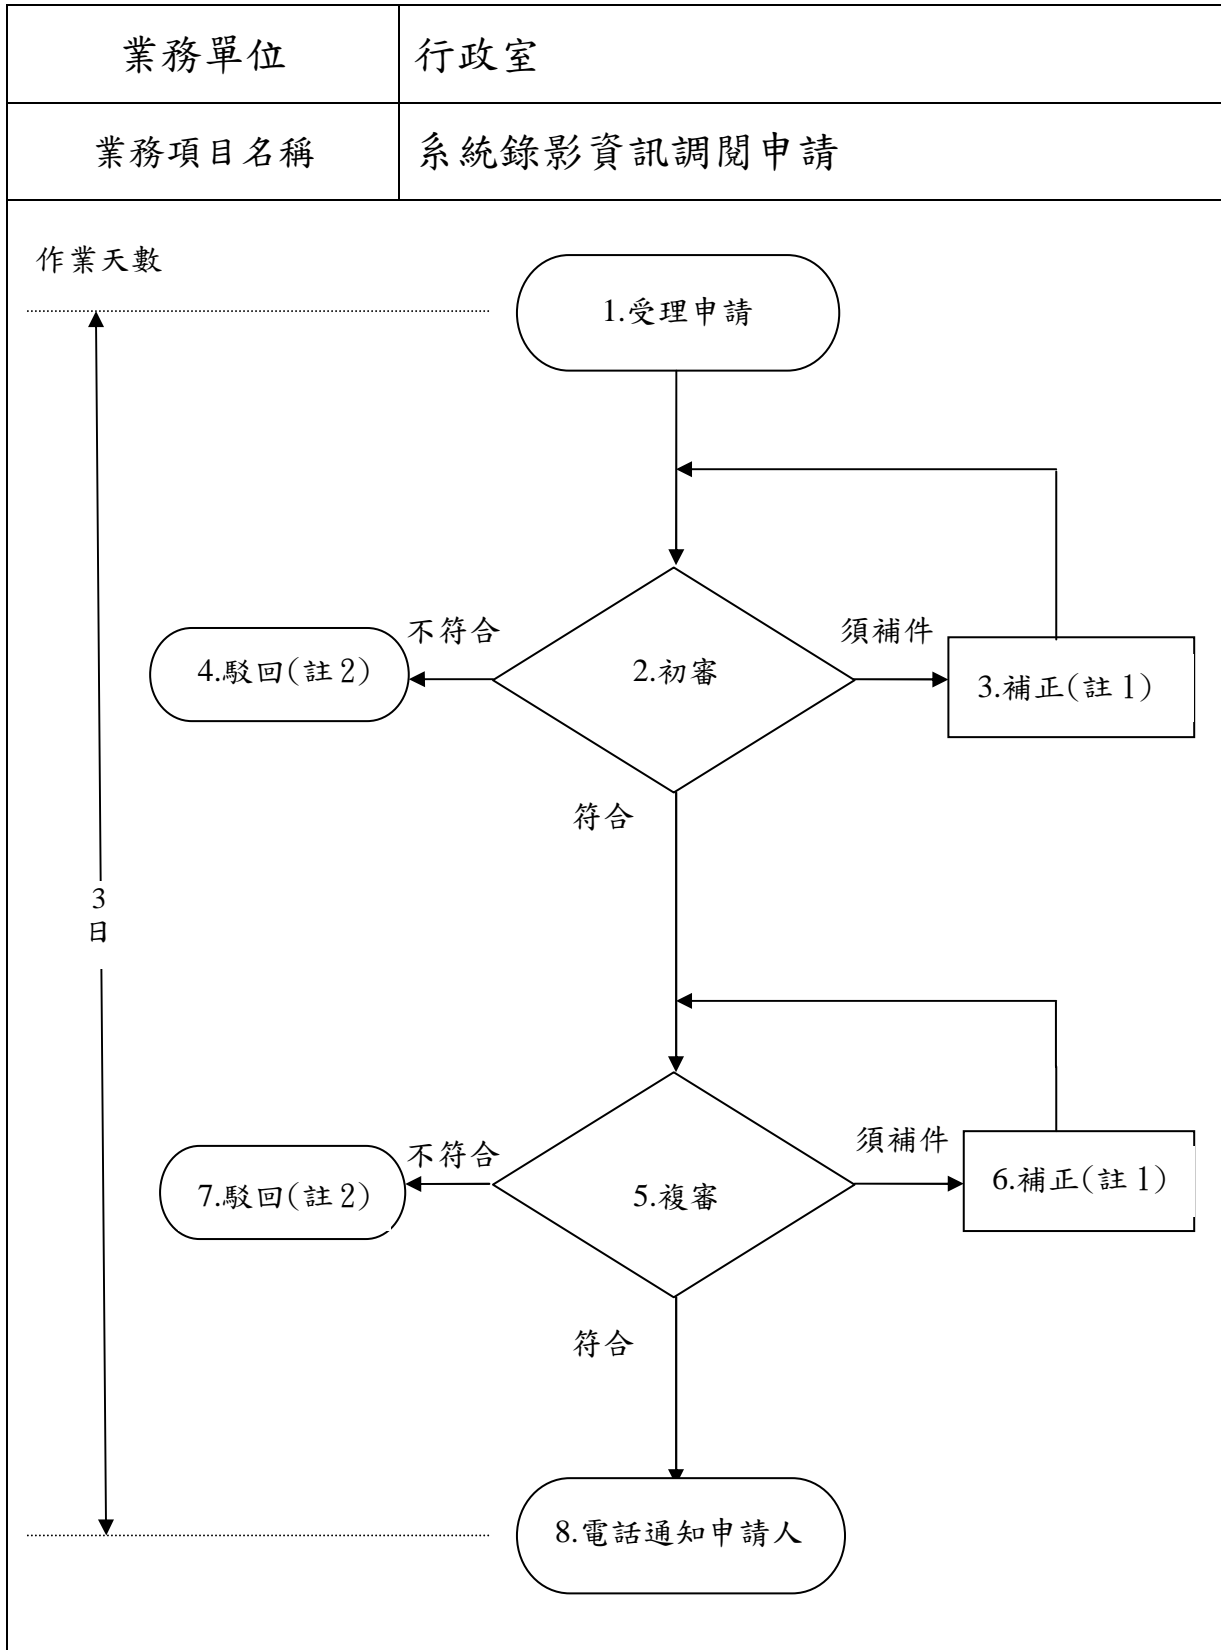 業務單位
行政室
業務項目名稱
系統錄影資訊調閱申請
作業天數
1.受理申請
不符合
須補件
4.駁回(註2)
2.初審
3.補正(註1)
符合
3
日
不符合
須補件
7.駁回(註2)
5.複審
6.補正(註1)
符合
8.電話通知申請人